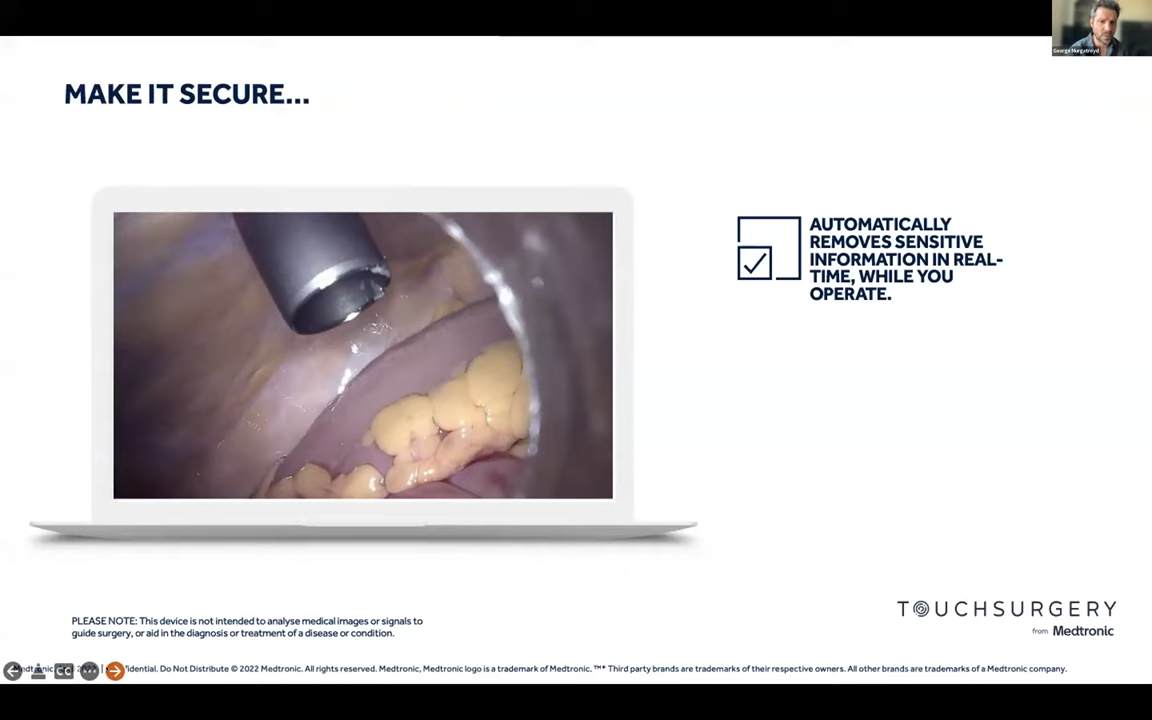 George Murgatroyd
MAKE IT SECURE...
AUTOMATICALLY
REMOVES SENSITIVE
INFORMATION IN REAL-
TIME, WHILE YOU
OPERATE.
PLEASE NOTE: This device is not intended to analyse medical images or signals to
guide surgery, or aid in the diagnosis or treatment of a disease or condition.
TOUCHSURGERY
from Medtronic
Do Not Distribute © 2022 Medtronic. All rights reserved. Medtronic, Medtronic logo is a trademark of Medtronic. ™* Third party brands are trademarks of their respective owners. All other brands are trademarks of a Medtronic company.
CC